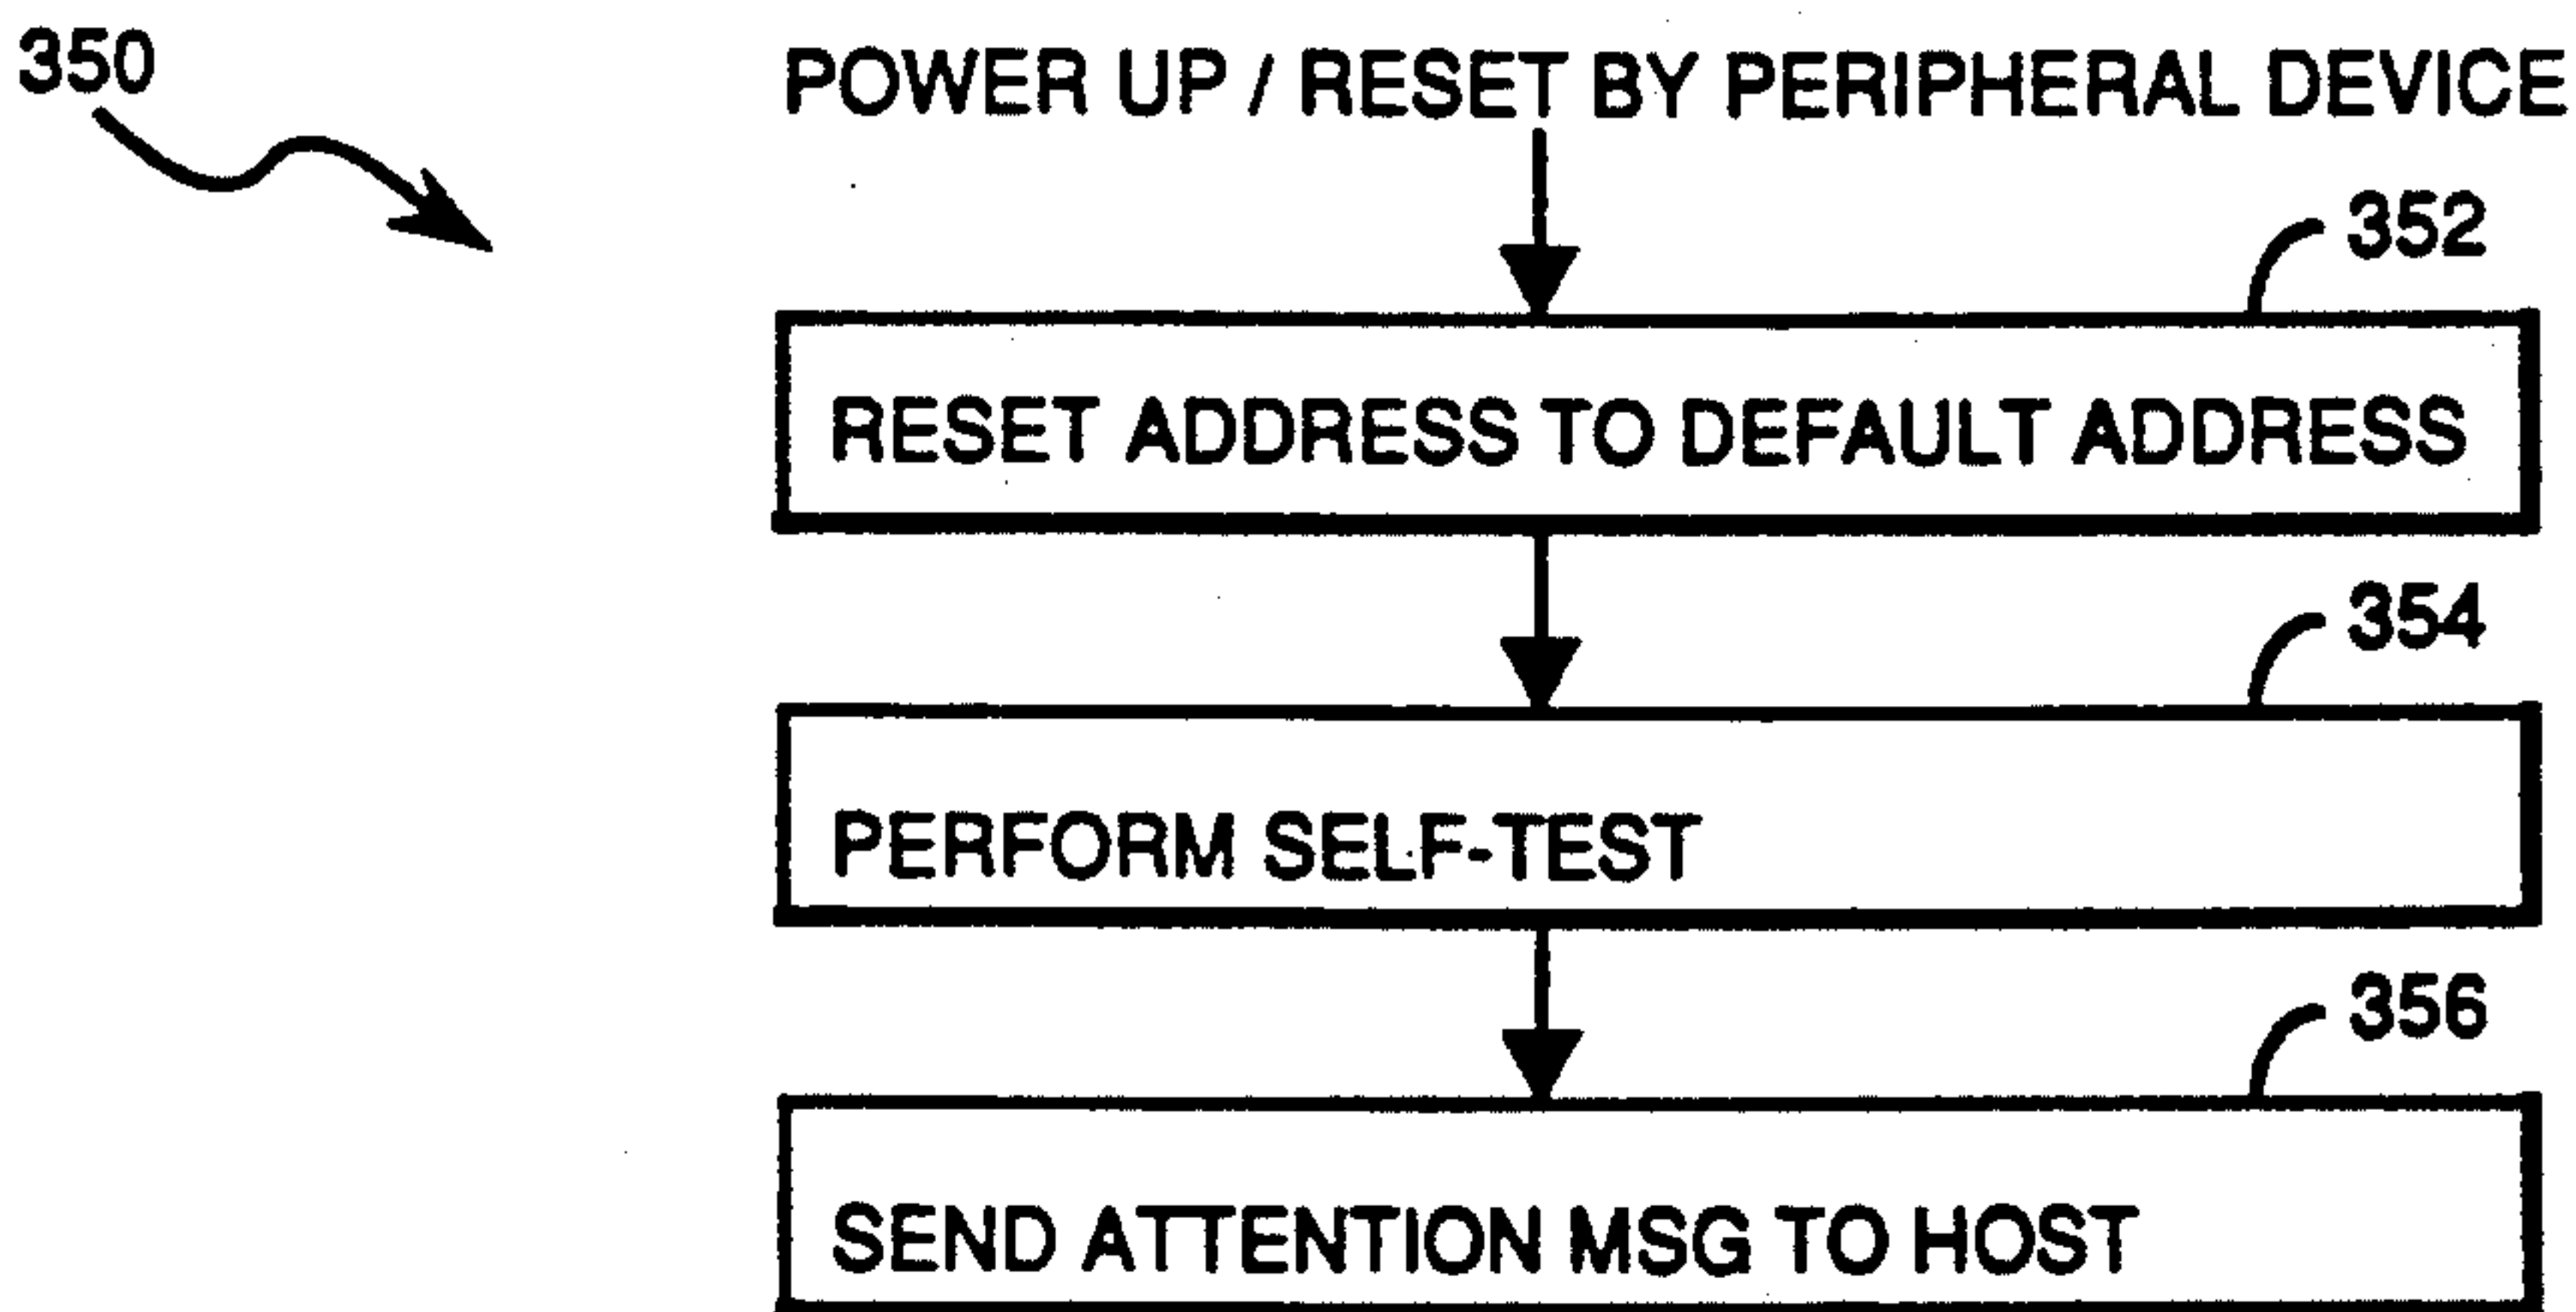 350
POWER UP / RESET BY PERIPHERAL DEVICE
352
RESET ADDRESS TO DEFAULT ADDRESS
354
PERFORM SELF-TEST
356
SEND ATTENTION MSG TO HOST